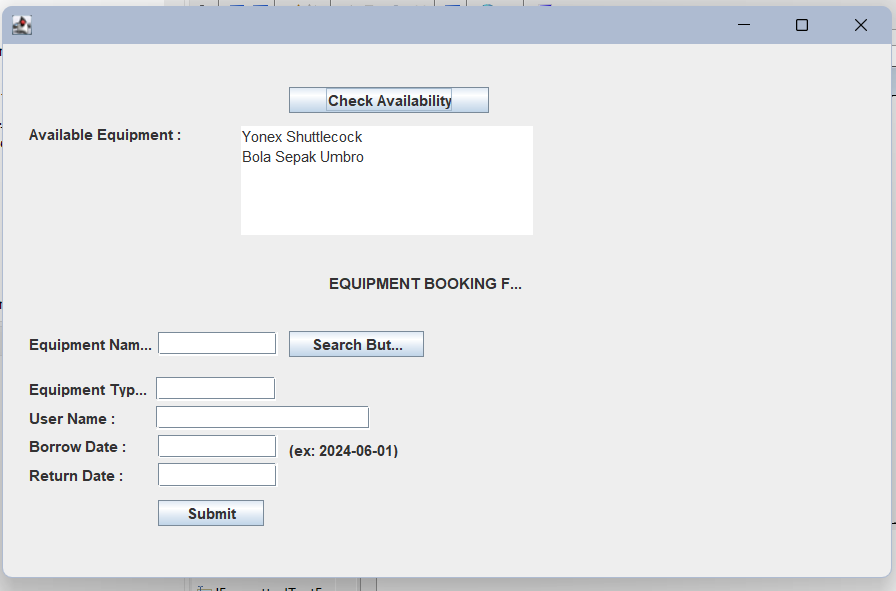 Check Availability
Available Equipment :
Yonex Shuttlecock
Bola Sepak Umbro
EQUIPMENT BOOKING F...
Equipment Nam...
Search But...
Equipment Typ...
User Name :
Borrow Date :
(ex: 2024-06-01)
Return Date :
Submit